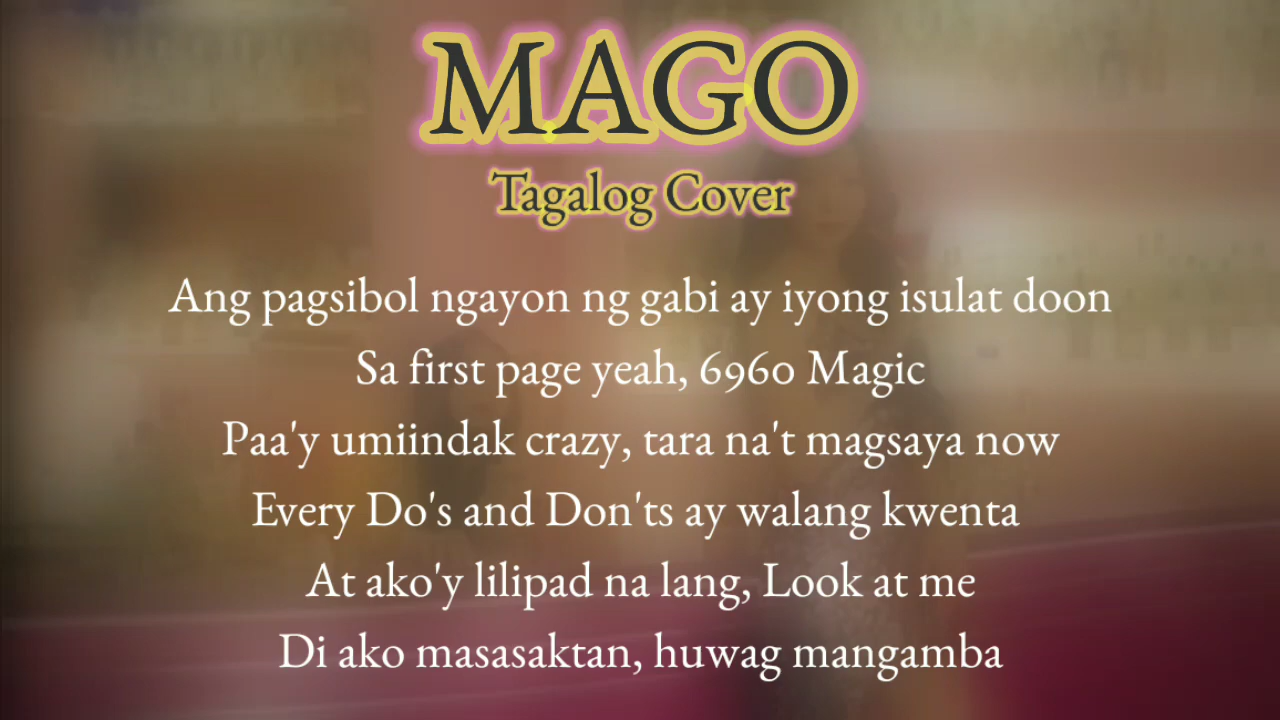 MAGO
Tagalog Cover
Ang pagsibol ngayon ng gabi ay iyong isulat doon
Sa first page yeah, 6960 Magic
Paa'y umiindak crazy, tara na't magsaya now
Every Do's and Don'ts ay walang kwenta
At ako'y lilipad na lang, Look at me
Di ako masasaktan, huwag mangamba